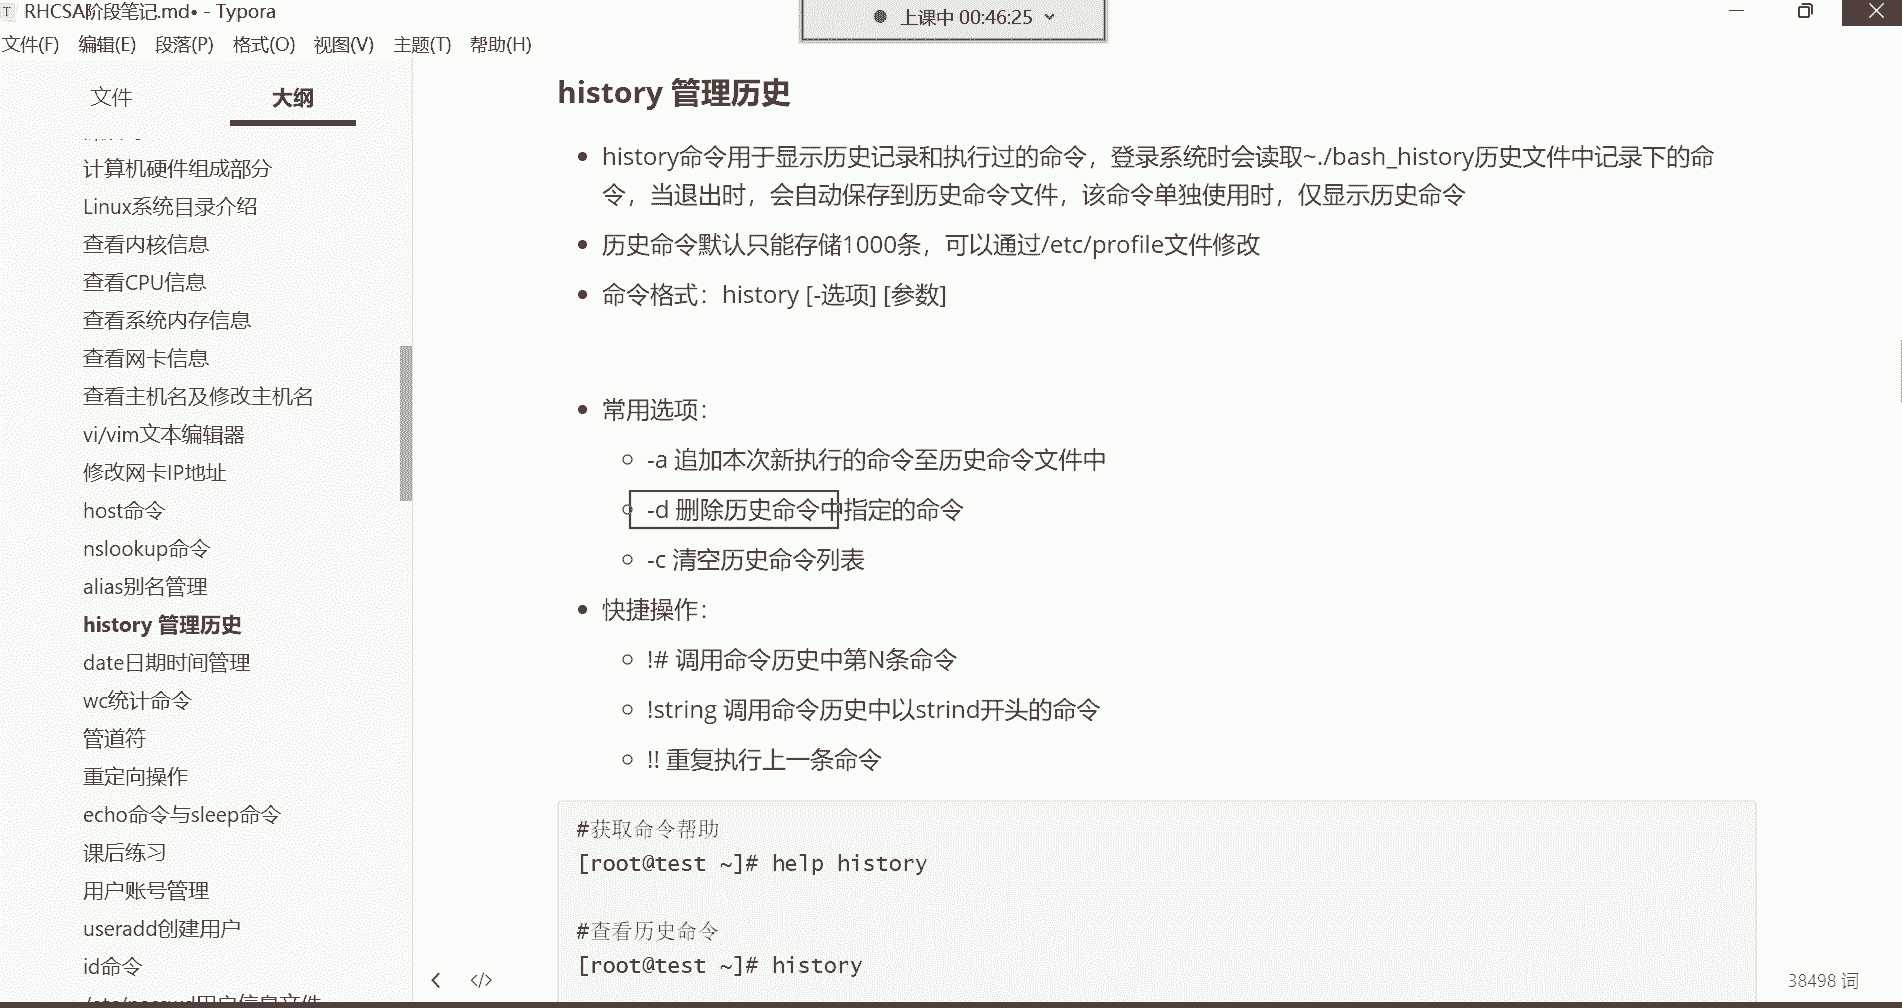 RHCSA阶段笔记.md• - Typora
上课中 00:46:25
文件(F) 编辑(E) 段落(P) 格式(O) 视图(V) 主题(T) 帮助(H)
文件 大纲
计算机硬件组成部分
Linux系统目录介绍
查看内核信息
查看CPU信息
查看系统内存信息
查看网卡信息
查看主机名及修改主机名
vi/vim文本编辑器
修改网卡IP地址
host命令
nslookup命令
alias别名管理
history 管理历史
date日期时间管理
wc统计命令
管道符
重定向操作
echo命令与sleep命令
课后练习
用户账号管理
useradd创建用户
id命令
/etc/passwd用户信息文件
history 管理历史
history命令用于显示历史记录和执行过的命令，登录系统时会读取~./bash_history历史文件中记录下的命
令，当退出时，会自动保存到历史命令文件，该命令单独使用时，仅显示历史命令
历史命令默认只能存储1000条，可以通过/etc/profile文件修改
命令格式：history [-选项] [参数]
常用选项：
-a 追加本次新执行的命令至历史命令文件中
-d 删除历史命令中指定的命令
-c 清空历史命令列表
快捷操作：
!# 调用命令历史中第N条命令
!string 调用命令历史中以strind开头的命令
!! 重复执行上一条命令
#获取命令帮助
[root@test ~]# help history
#查看历史命令
[root@test ~]# history
38498 词